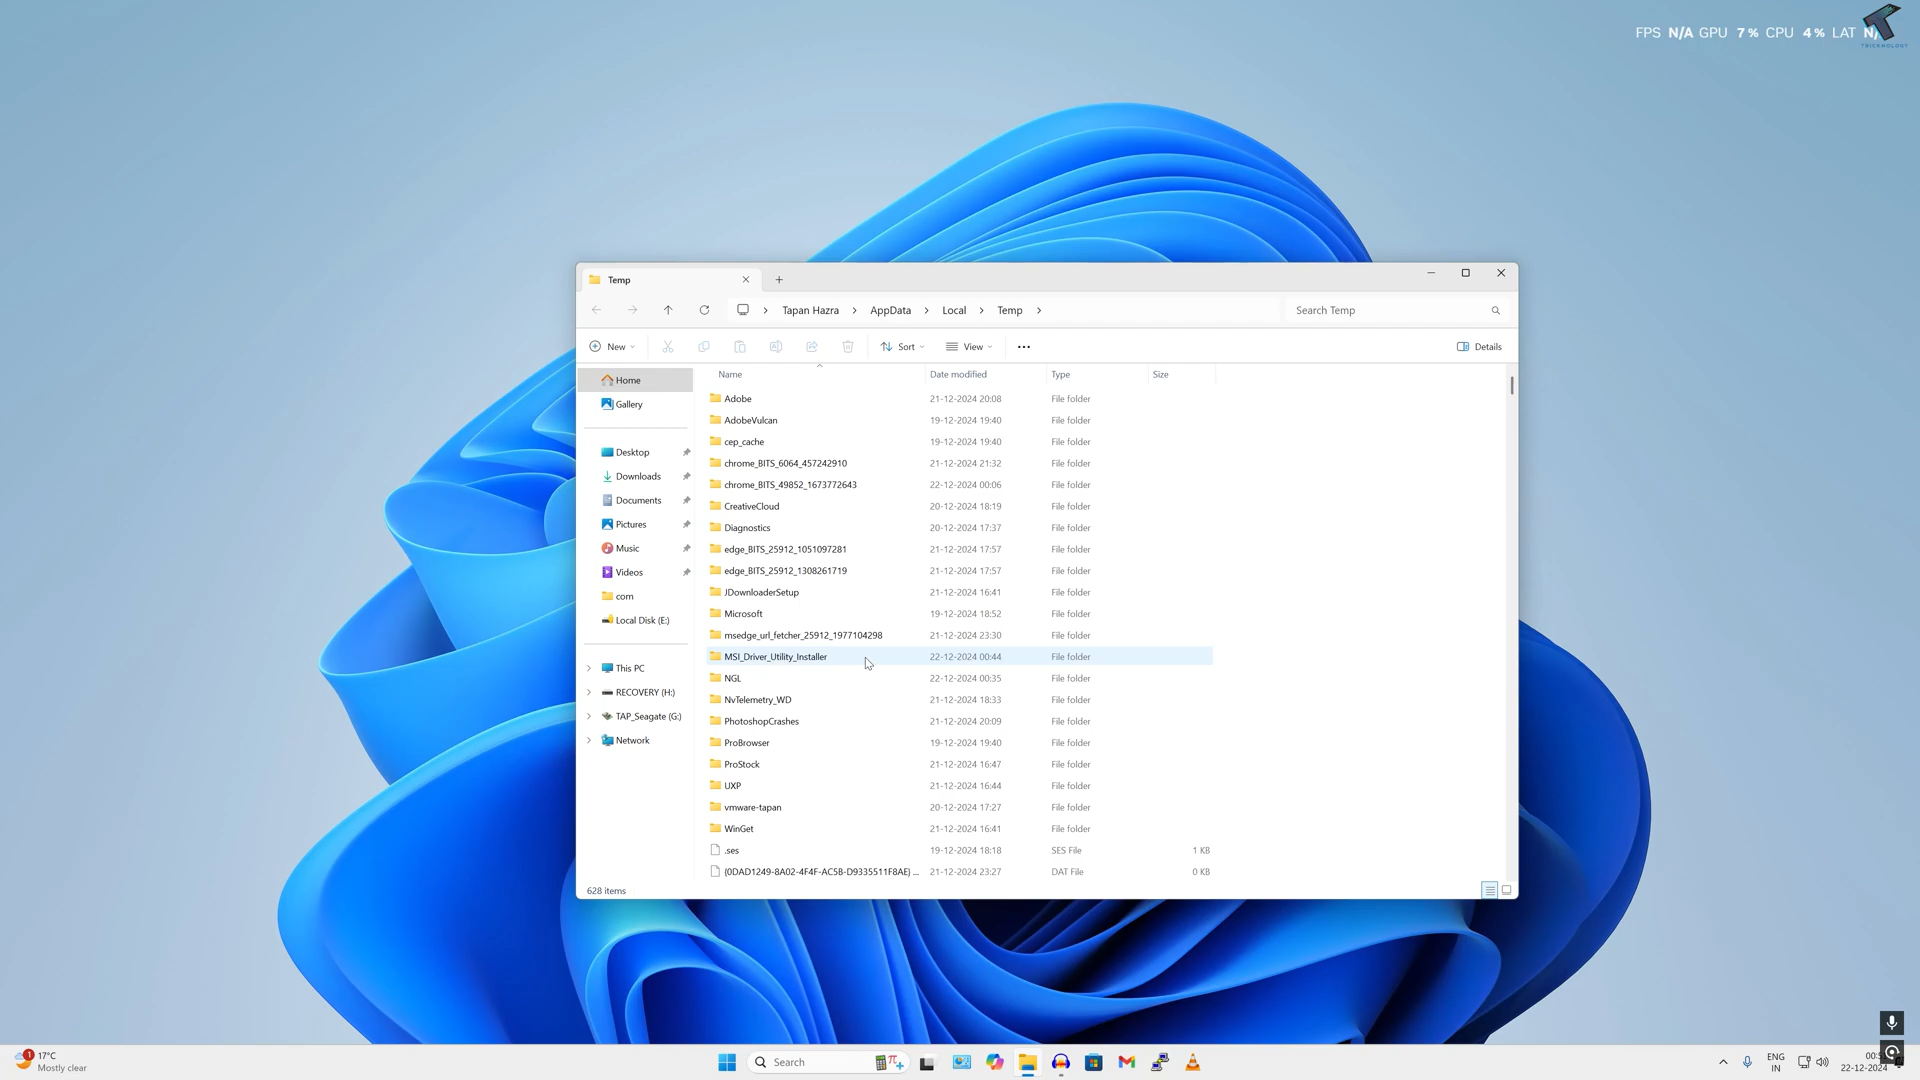 FPS N/A GPU 7 % CPU 4 % LAT N/
TRICKNOLOGY
Temp
Tapan Hazra > AppData > Local > Temp >
Search Temp
New
Sort
View
Details
Name Date modified Type Size
Home
Gallery
Desktop
Downloads
Documents
Pictures
Music
Videos
com
Local Disk (E:)
This PC
RECOVERY (H:)
TAP_Seagate (G:)
Network
Adobe 21-12-2024 20:08 File folder
AdobeVulcan 19-12-2024 19:40 File folder
cep_cache 19-12-2024 19:40 File folder
chrome_BITS_6064_457242910 21-12-2024 21:32 File folder
chrome_BITS_49852_1673772643 22-12-2024 00:06 File folder
CreativeCloud 20-12-2024 18:19 File folder
Diagnostics 20-12-2024 17:37 File folder
edge_BITS_25912_1051097281 21-12-2024 17:57 File folder
edge_BITS_25912_1308261719 21-12-2024 17:57 File folder
JDownloaderSetup 21-12-2024 16:41 File folder
Microsoft 19-12-2024 18:52 File folder
msedge_url_fetcher_25912_1977104298 21-12-2024 23:30 File folder
MSI_Driver_Utility_Installer 22-12-2024 00:44 File folder
NGL 22-12-2024 00:35 File folder
NvTelemetry_WD 21-12-2024 18:33 File folder
PhotoshopCrashes 21-12-2024 20:09 File folder
ProBrowser 19-12-2024 19:40 File folder
ProStock 21-12-2024 16:47 File folder
UXP 21-12-2024 16:44 File folder
vmware-tapan 20-12-2024 17:27 File folder
WinGet 21-12-2024 16:41 File folder
.ses 19-12-2024 18:18 SES File 1 KB
{0DAD1249-8A02-4F4F-AC5B-D9335511F8AE} ... 21-12-2024 23:27 DAT File 0 KB
628 items
1
17°C
Mostly clear
Search
ENG
IN
22-12-2024